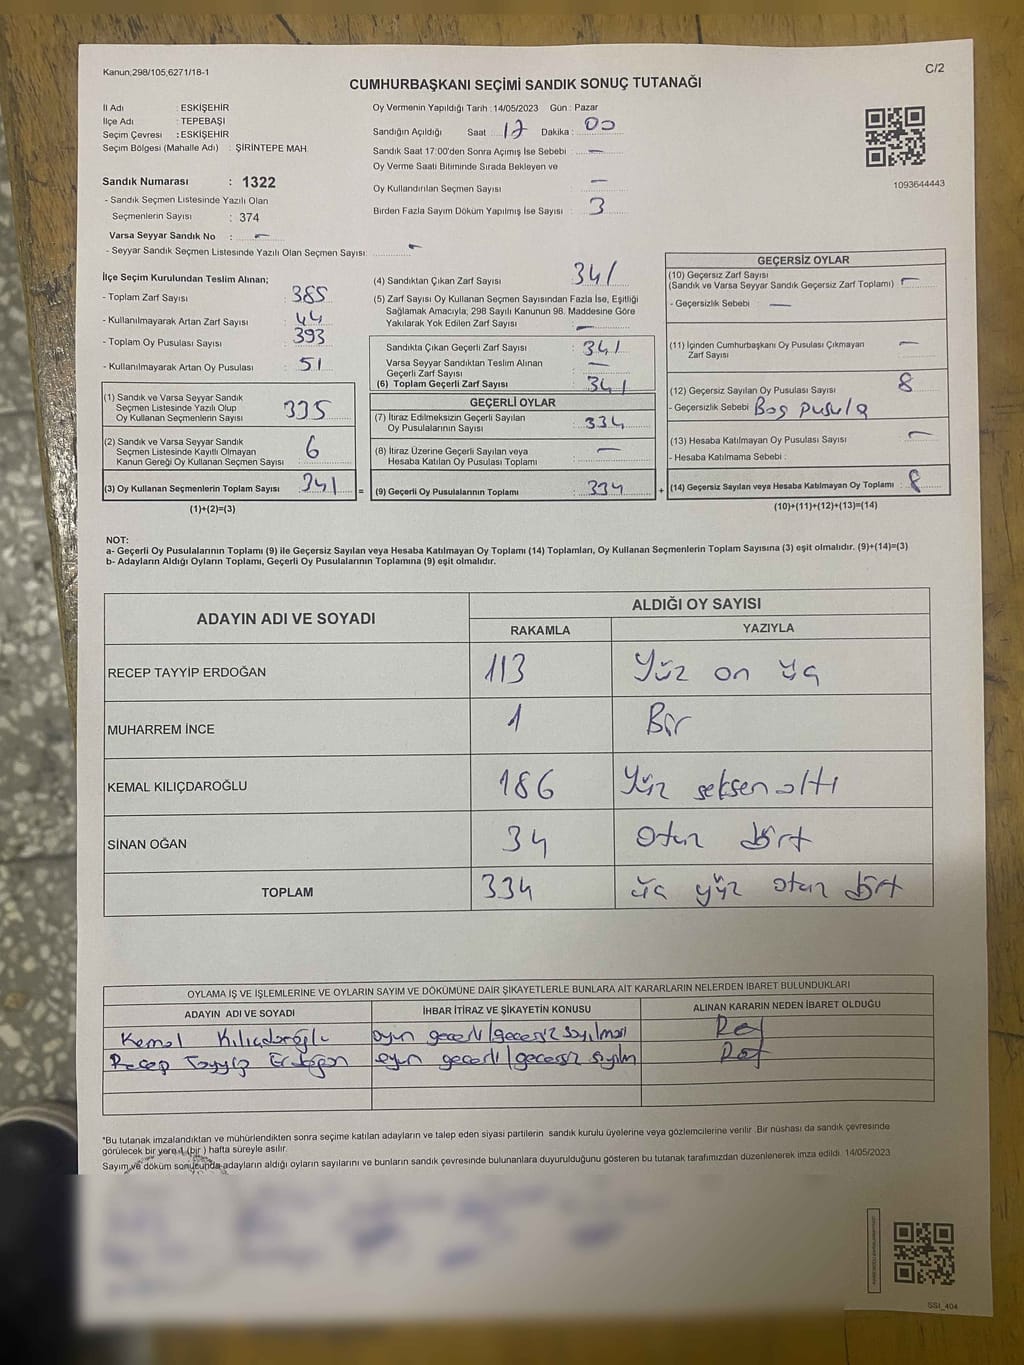 Kanun;298/105;6271/18-1
C/2
CUMHURBAŞKANI SEÇİMİ SANDIK SONUÇ TUTANAĞI
İl Adı : ESKİŞEHİR
İlçe Adı : TEPEBAŞI
Seçim Çevresi : ESKİŞEHİR
Seçim Bölgesi (Mahalle Adı) : ŞİRİNTEPE MAH.
Sandık Numarası : 1322
- Sandık Seçmen Listesinde Yazılı Olan
Seçmenlerin Sayısı : 374
Varsa Seyyar Sandık No : -
- Seyyar Sandık Seçmen Listesinde Yazılı Olan Seçmen Sayısı: -
Oy Vermenin Yapıldığı Tarih : 14/05/2023 Gün : Pazar
Sandığın Açıldığı Saat : 17 Dakika : 00
Sandık Saat 17:00'den Sonra Açılmış İse Sebebi : -
Oy Verme Saati Bitiminde Sırada Bekleyen ve
Oy Kullandırılan Seçmen Sayısı : -
Birden Fazla Sayım Döküm Yapılmış İse Sayısı : 3
1093644443
İlçe Seçim Kurulundan Teslim Alınan;
- Toplam Zarf Sayısı : 385
- Kullanılmayarak Artan Zarf Sayısı : 44
- Toplam Oy Pusulası Sayısı : 393
- Kullanılmayarak Artan Oy Pusulası : 51
(1) Sandık ve Varsa Seyyar Sandık
Seçmen Listesinde Yazılı Olup
Oy Kullanan Seçmenlerin Sayısı : 335
(2) Sandık ve Varsa Seyyar Sandık
Seçmen Listesinde Kayıtlı Olmayan
Kanun Gereği Oy Kullanan Seçmen Sayısı : 6
(3) Oy Kullanan Seçmenlerin Toplam Sayısı : 341 =
(1)+(2)=(3)
(4) Sandıktan Çıkan Zarf Sayısı : 341
(5) Zarf Sayısı Oy Kullanan Seçmen Sayısından Fazla İse, Eşitliği
Sağlamak Amacıyla; 298 Sayılı Kanunun 98. Maddesine Göre
Yakılarak Yok Edilen Zarf Sayısı : -
Sandıkta Çıkan Geçerli Zarf Sayısı : 341
Varsa Seyyar Sandıktan Teslim Alınan
Geçerli Zarf Sayısı : -
(6) Toplam Geçerli Zarf Sayısı : 341
GEÇERLİ OYLAR
(7) İtiraz Edilmeksizin Geçerli Sayılan
Oy Pusulalarının Sayısı : 334
(8) İtiraz Üzerine Geçerli Sayılan veya
Hesaba Katılan Oy Pusulası Toplamı : -
(9) Geçerli Oy Pusulalarının Toplamı : 334 +
GEÇERSİZ OYLAR
(10) Geçersiz Zarf Sayısı
(Sandık ve Varsa Seyyar Sandık Geçersiz Zarf Toplamı) : -
- Geçersizlik Sebebi : -
(11) İçinden Cumhurbaşkanı Oy Pusulası Çıkmayan
Zarf Sayısı : -
(12) Geçersiz Sayılan Oy Pusulası Sayısı : 8
- Geçersizlik Sebebi : Boş pusula
(13) Hesaba Katılmayan Oy Pusulası Sayısı : -
- Hesaba Katılmama Sebebi :
(14) Geçersiz Sayılan veya Hesaba Katılmayan Oy Toplamı : 8
(10)+(11)+(12)+(13)=(14)
NOT:
a- Geçerli Oy Pusulalarının Toplamı (9) ile Geçersiz Sayılan veya Hesaba Katılmayan Oy Toplamı (14) Toplamları, Oy Kullanan Seçmenlerin Toplam Sayısına (3) eşit olmalıdır. (9)+(14)=(3)
b- Adayların Aldığı Oyların Toplamı, Geçerli Oy Pusulalarının Toplamına (9) eşit olmalıdır.
ADAYIN ADI VE SOYADI ALDIĞI OY SAYISI
RAKAMLA YAZIYLA
RECEP TAYYİP ERDOĞAN 113 Yüz on üç
MUHARREM İNCE 1 Bir
KEMAL KILIÇDAROĞLU 186 Yüz seksen altı
SİNAN OĞAN 34 otuz dört
TOPLAM 334 üç yüz otuz dört
OYLAMA İŞ VE İŞLEMLERİNE VE OYLARIN SAYIM VE DÖKÜMÜNE DAİR ŞİKAYETLERLE BUNLARA AİT KARARLARIN NELERDEN İBARET BULUNDUKLARI
ADAYIN ADI VE SOYADI İHBAR İTİRAZ VE ŞİKAYETİN KONUSU ALINAN KARARIN NEDEN İBARET OLDUĞU
Kemal Kılıçdaroğlu oyun geçerli/geçersiz sayılması Red
Recep Tayyip Erdoğan oyun geçerli/geçersiz sayılm Red
*Bu tutanak imzalandıktan ve mühürlendikten sonra seçime katılan adayların ve talep eden siyasi partilerin sandık kurulu üyelerine veya gözlemcilerine verilir. Bir nüshası da sandık çevresinde
görülecek bir yere 1 (bir) hafta süreyle asılır.
Sayım ve döküm sonucunda adayların aldığı oyların sayılarını ve bunların sandık çevresinde bulunanlara duyurulduğunu gösteren bu tutanak tarafımızdan düzenlenerek imza edildi. 14/05/2023
SSI_404